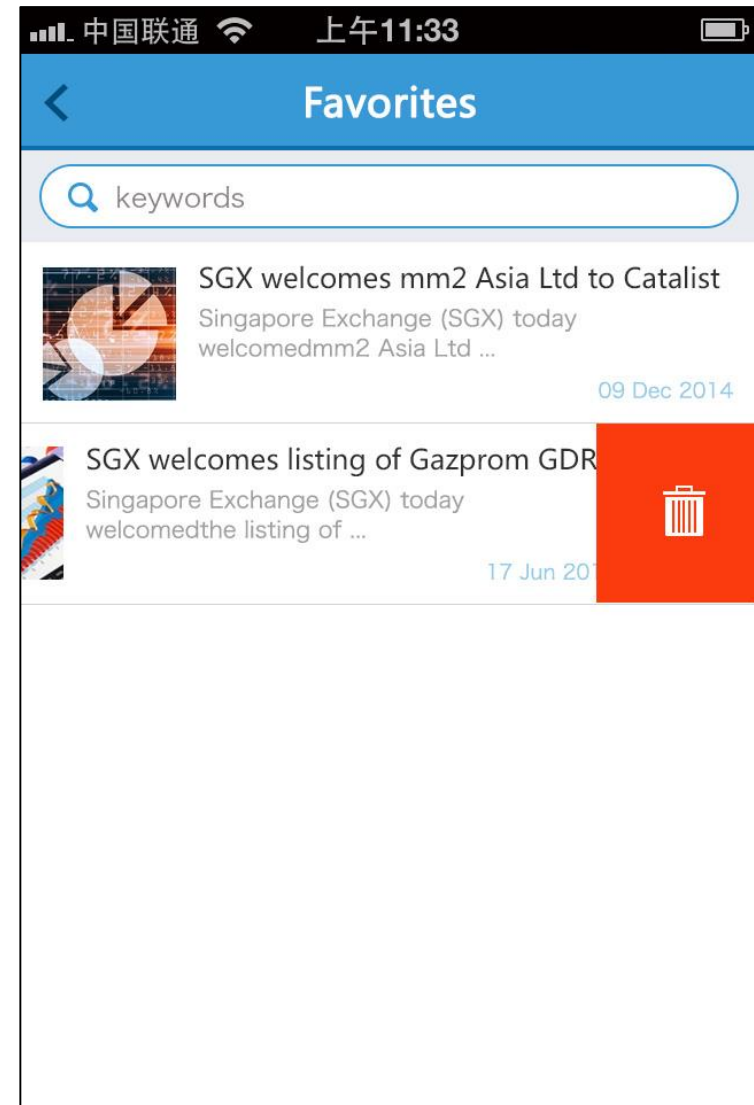 中国联通 上午11:33
Favorites
keywords
SGX welcomes mm2 Asia Ltd to Catalist
Singapore Exchange (SGX) today
welcomedmm2 Asia Ltd ...
09 Dec 2014
SGX welcomes listing of Gazprom GDR
Singapore Exchange (SGX) today
welcomedthe listing of ...
17 Jun 201